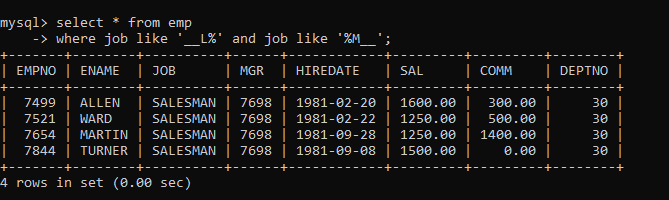 mysql> select * from emp
    -> where job like '__L%' and job like '%M__';
+-------+--------+----------+------+------------+---------+---------+--------+
| EMPNO | ENAME  | JOB      | MGR  | HIREDATE   | SAL     | COMM    | DEPTNO |
+-------+--------+----------+------+------------+---------+---------+--------+
|  7499 | ALLEN  | SALESMAN | 7698 | 1981-02-20 | 1600.00 |  300.00 |     30 |
|  7521 | WARD   | SALESMAN | 7698 | 1981-02-22 | 1250.00 |  500.00 |     30 |
|  7654 | MARTIN | SALESMAN | 7698 | 1981-09-28 | 1250.00 | 1400.00 |     30 |
|  7844 | TURNER | SALESMAN | 7698 | 1981-09-08 | 1500.00 |    0.00 |     30 |
+-------+--------+----------+------+------------+---------+---------+--------+
4 rows in set (0.00 sec)